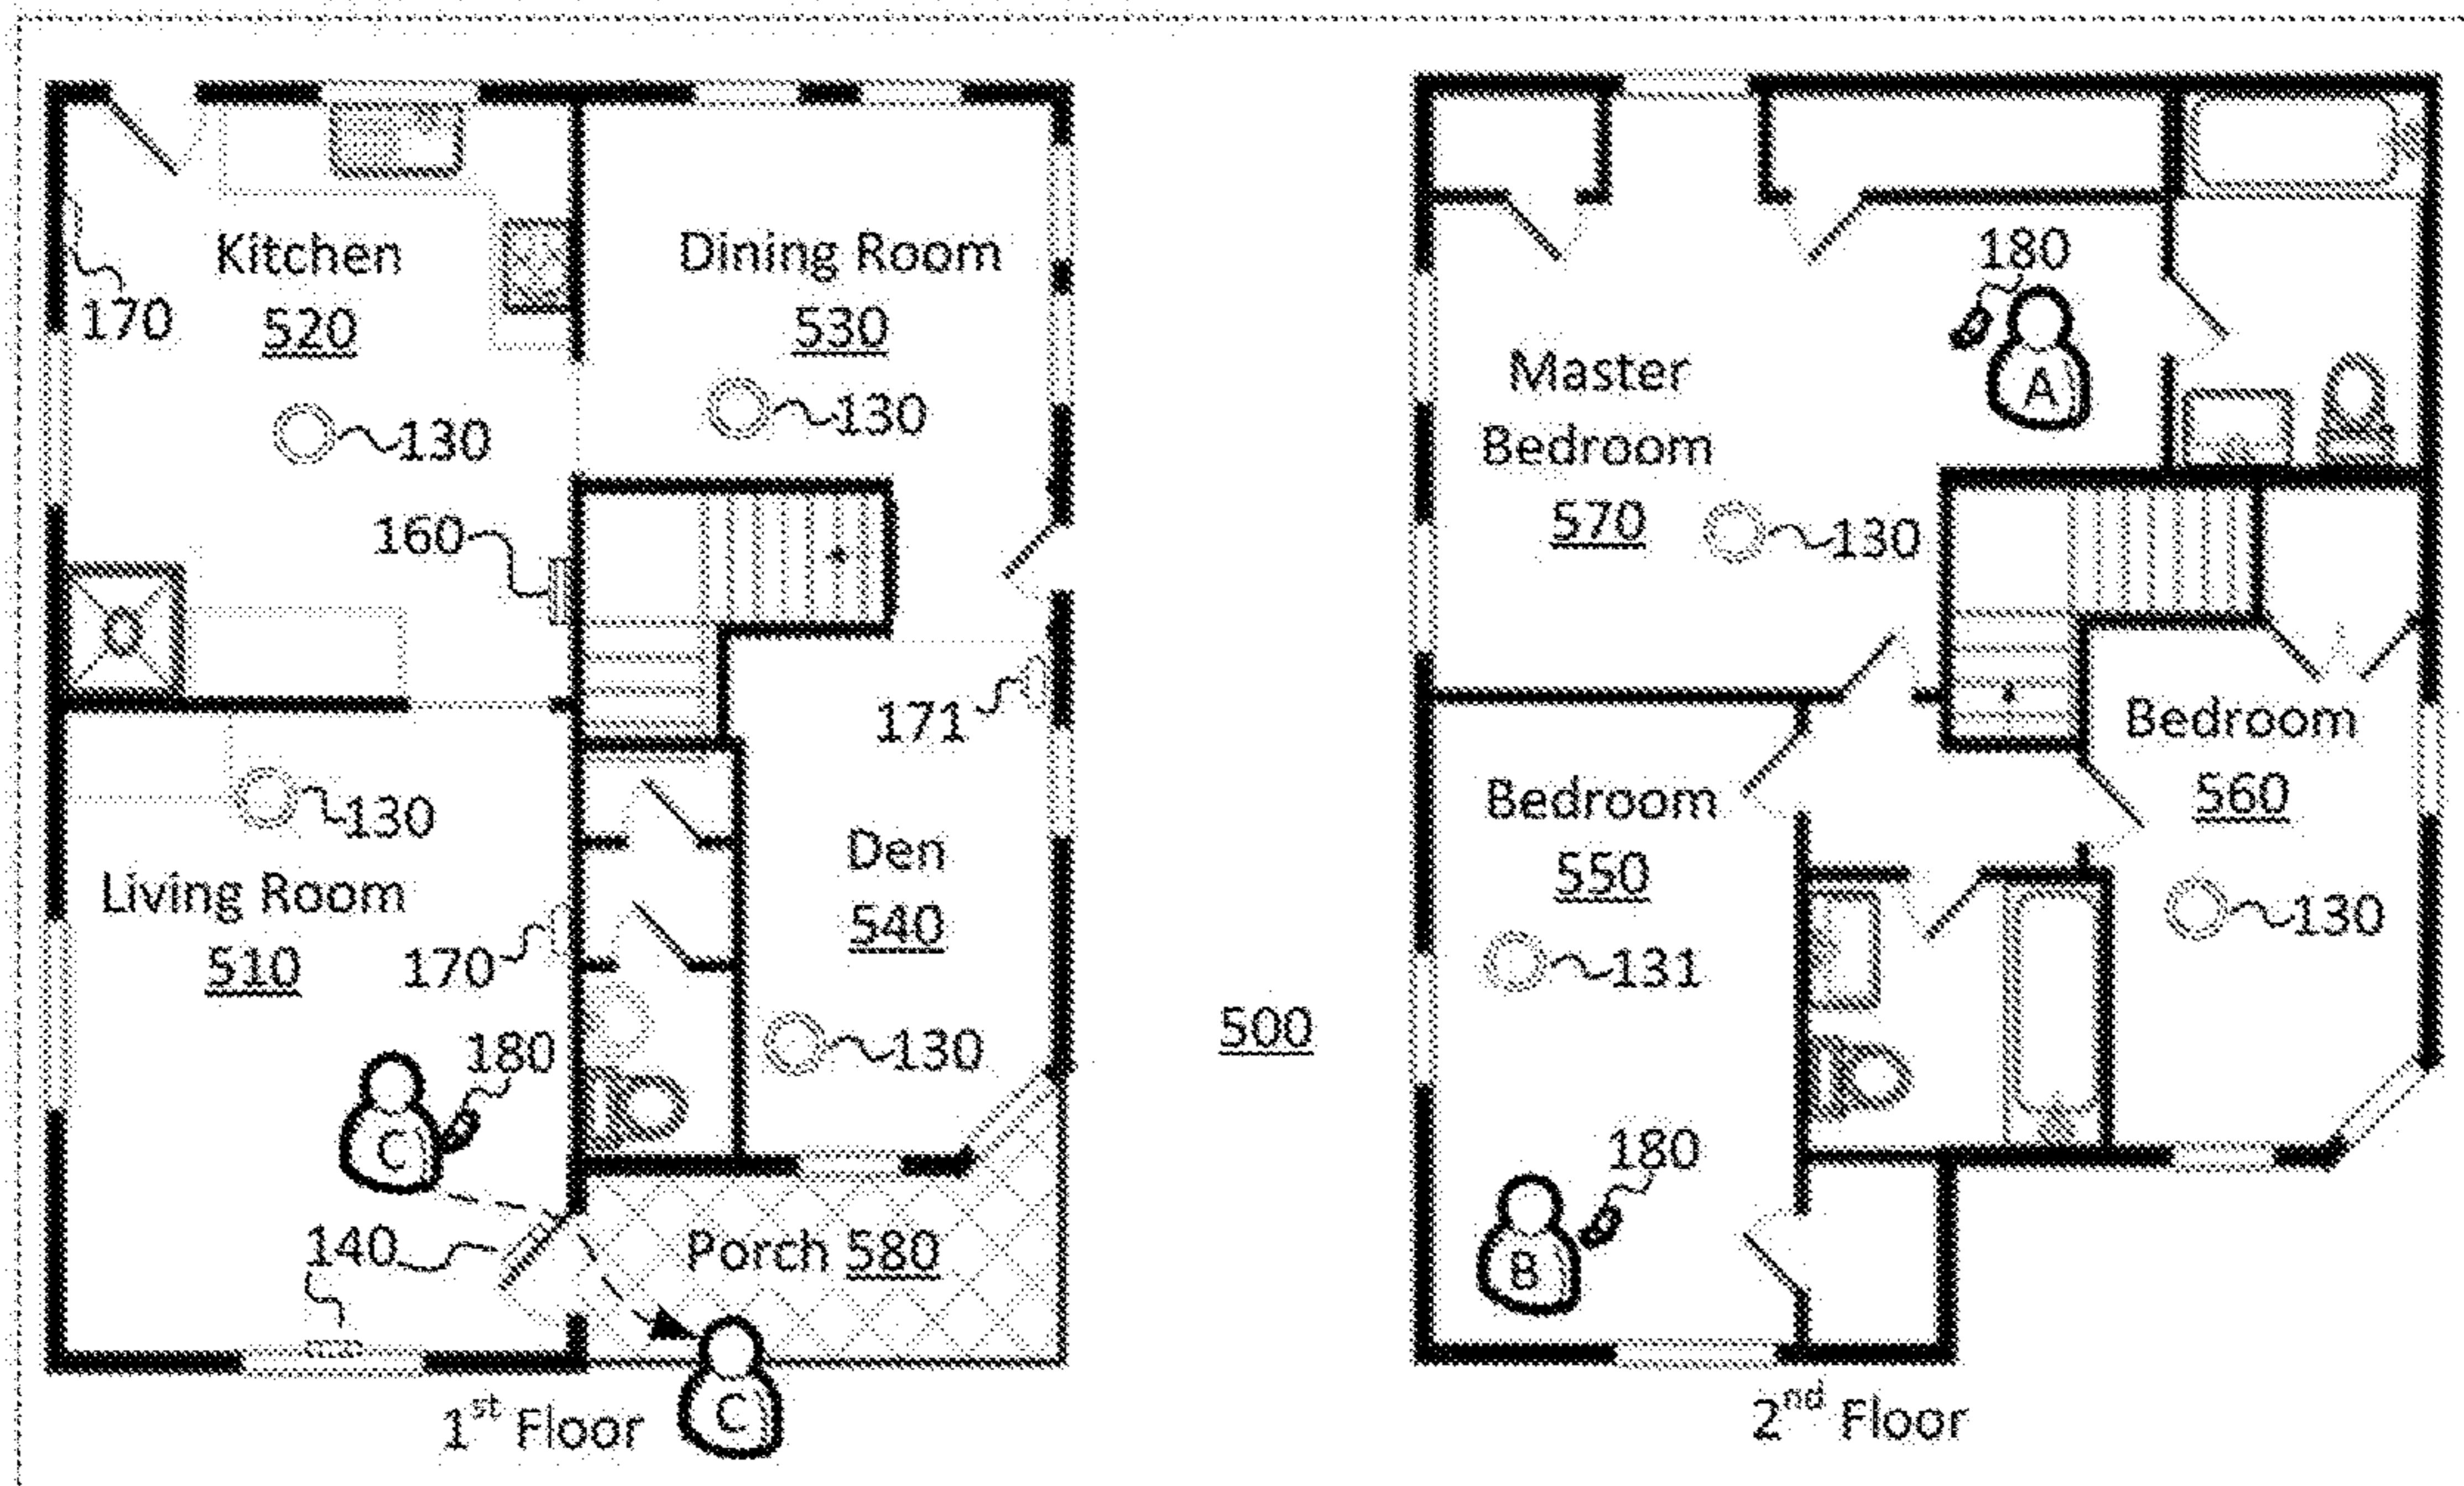 Kitchen
520
170
130
Dining Room
530
130
160
171
130
Living Room
510
170
Den
540
130
180
C
140
Porch 580
C
1st Floor
500
180
A
Master
Bedroom
570
130
Bedroom
560
130
Bedroom
550
131
180
B
2nd Floor